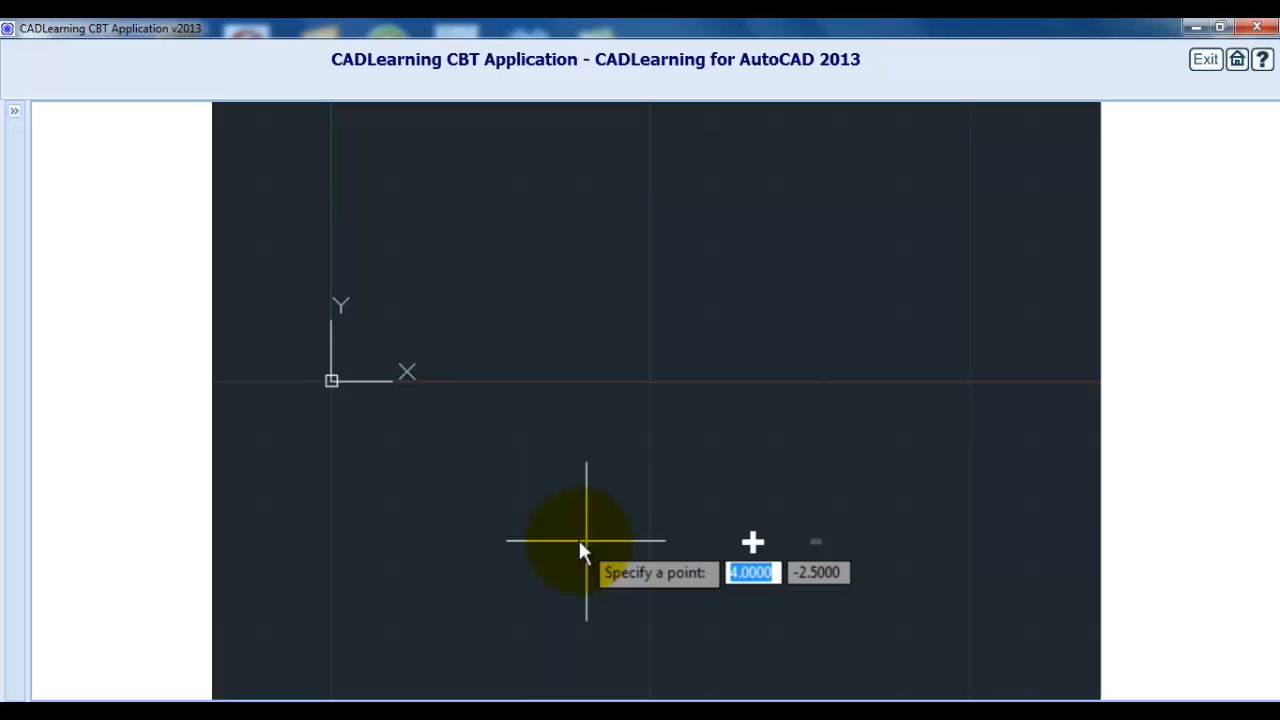 CADLearning CBT Application v2013
CADLearning CBT Application - CADLearning for AutoCAD 2013
Exit
?
»
Y
X
+ -
Specify a point: 4.0000 -2.5000